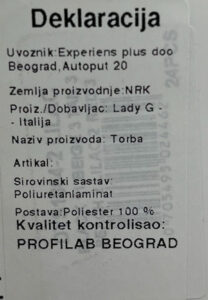 Deklaracija
Uvoznik:Experiens plus doo
Beograd,Autoput 20
Zemlja proizvodnje:NRK
Proiz./Dobavljac: Lady G -
- Italija
Naziv proizvoda: Torba
Artikal:
Sirovinski sastav:
Poliuretanlaminat
Postava:Poliester 100 %
Kvalitet kontrolisao:
PROFILAB BEOGRAD